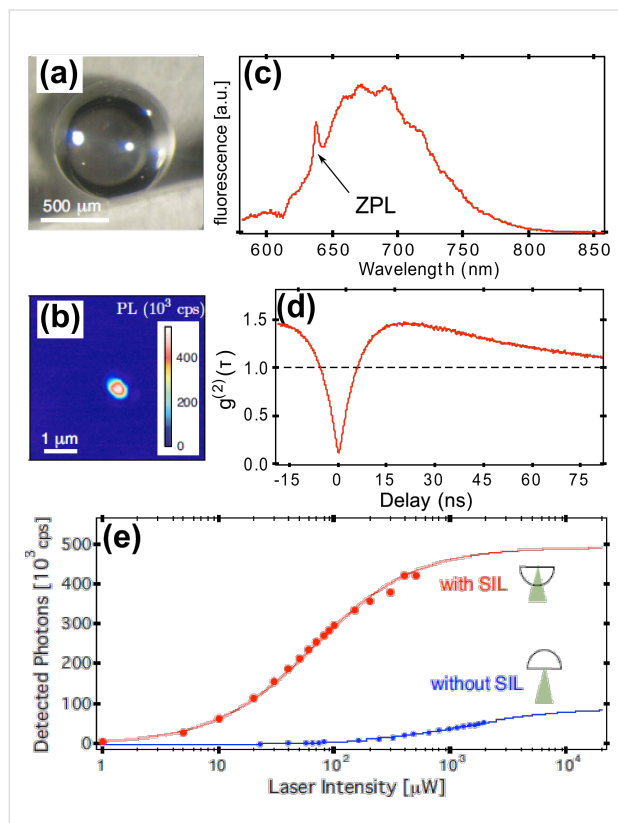 (a)
500 μm
(b)
PL (10³ cps)
400
200
0
1 μm
(c)
fluorescence [a.u.]
ZPL
600
650
700
750
800
850
Wavelength (nm)
(d)
g⁽²⁾(τ)
1.5
1.0
0.5
0.0
-15
0
15
30
45
60
75
Delay (ns)
(e)
Detected Photons [10³ cps]
500
400
300
200
100
0
with SIL
without SIL
1
10
10²
10³
10⁴
Laser Intensity [μW]